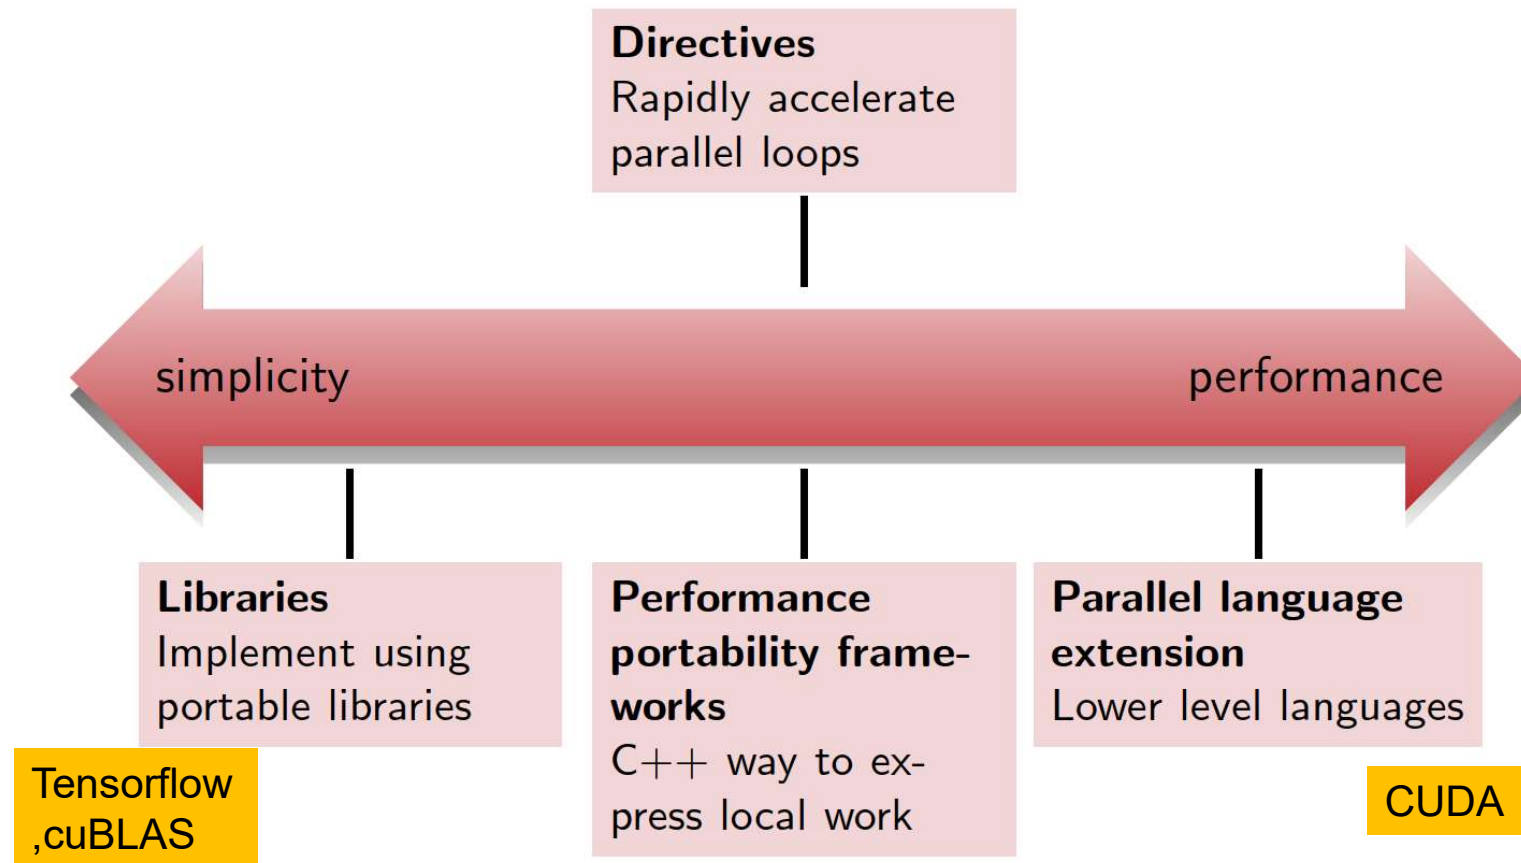 Directives
Rapidly accelerate
parallel loops
simplicity
performance
Libraries
Implement using
portable libraries
Performance
portability frame-
works
C++ way to ex-
press local work
Parallel language
extension
Lower level languages
Tensorflow
,cuBLAS
CUDA